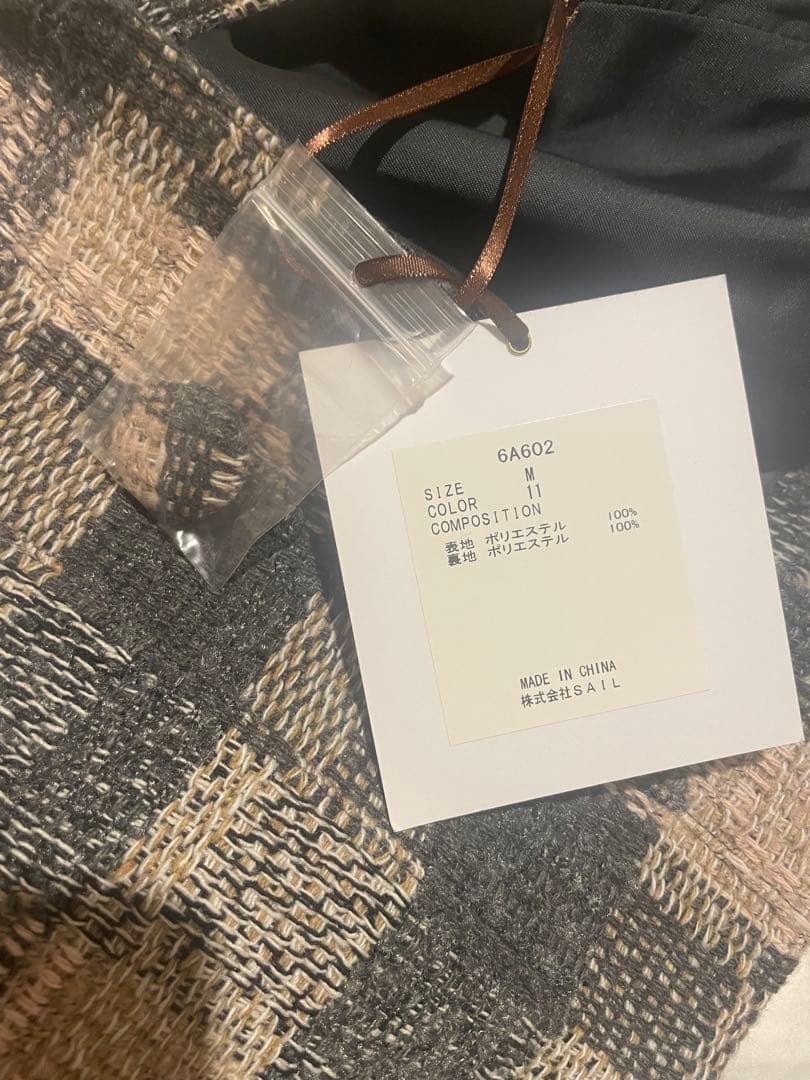 6A602
SIZE M
COLOR 11
COMPOSITION
表地 ポリエステル 100%
裏地 ポリエステル 100%
MADE IN CHINA
株式会社SAIL